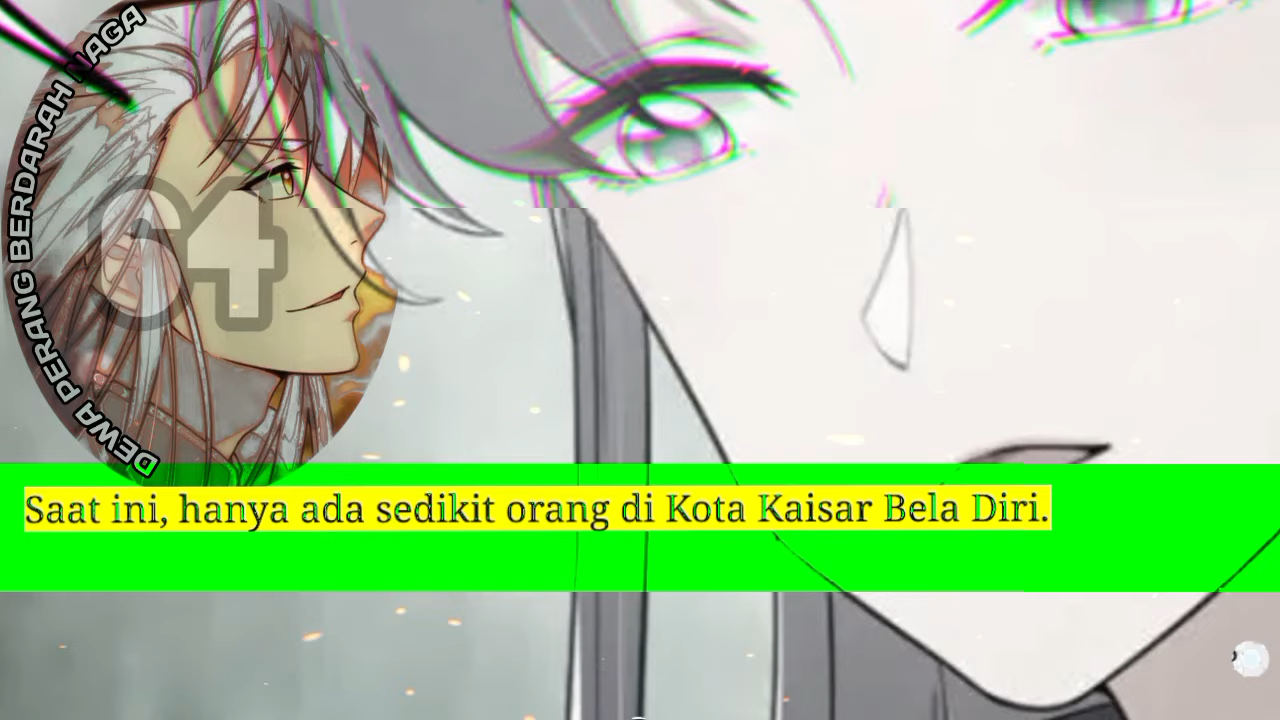 DEWA PERANG BERDARAH NAGA
64
Saat ini, hanya ada sedikit orang di Kota Kaisar Bela Diri.